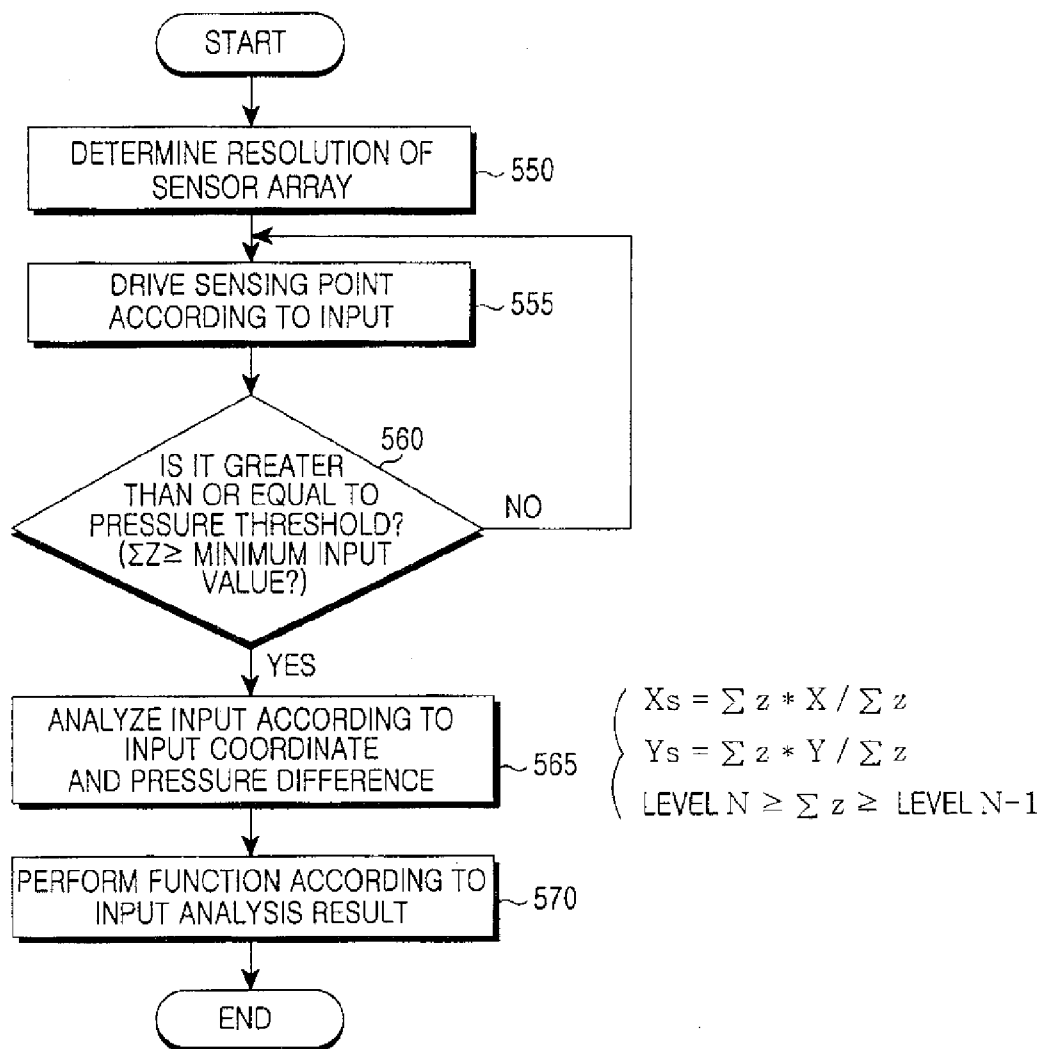 START
DETERMINE RESOLUTION OF
SENSOR ARRAY
550
DRIVE SENSING POINT
ACCORDING TO INPUT
555
560
IS IT GREATER
THAN OR EQUAL TO
PRESSURE THRESHOLD?
(ΣZ≥ MINIMUM INPUT
VALUE?)
NO
YES
ANALYZE INPUT ACCORDING TO
INPUT COORDINATE
AND PRESSURE DIFFERENCE
565
Xs = Σ z * X / Σ z
Ys = Σ z * Y / Σ z
LEVEL N ≥ Σ z ≥ LEVEL N-1
PERFORM FUNCTION ACCORDING TO
INPUT ANALYSIS RESULT
570
END